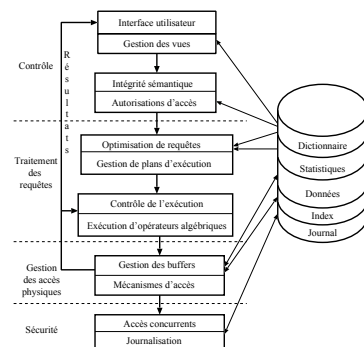 Interface utilisateur
Gestion des vues
Contrôle
Résultats
Intégrité sémantique
Autorisations d'accès
Optimisation de requêtes
Gestion de plans d'exécution
Traitement
des
requêtes
Contrôle de l'exécution
Exécution d'opérateurs algébriques
Gestion
des accès
physiques
Gestion des buffers
Mécanismes d'accès
Sécurité
Accès concurrents
Journalisation
Dictionnaire
Statistiques
Données
Index
Journal